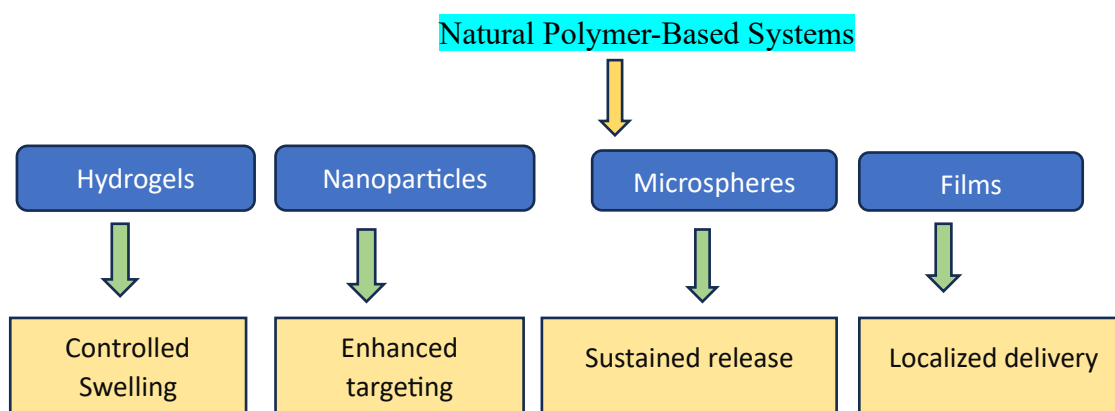 Natural Polymer-Based Systems
Hydrogels
Nanoparticles
Microspheres
Films
Controlled
Swelling
Enhanced
targeting
Sustained release
Localized delivery